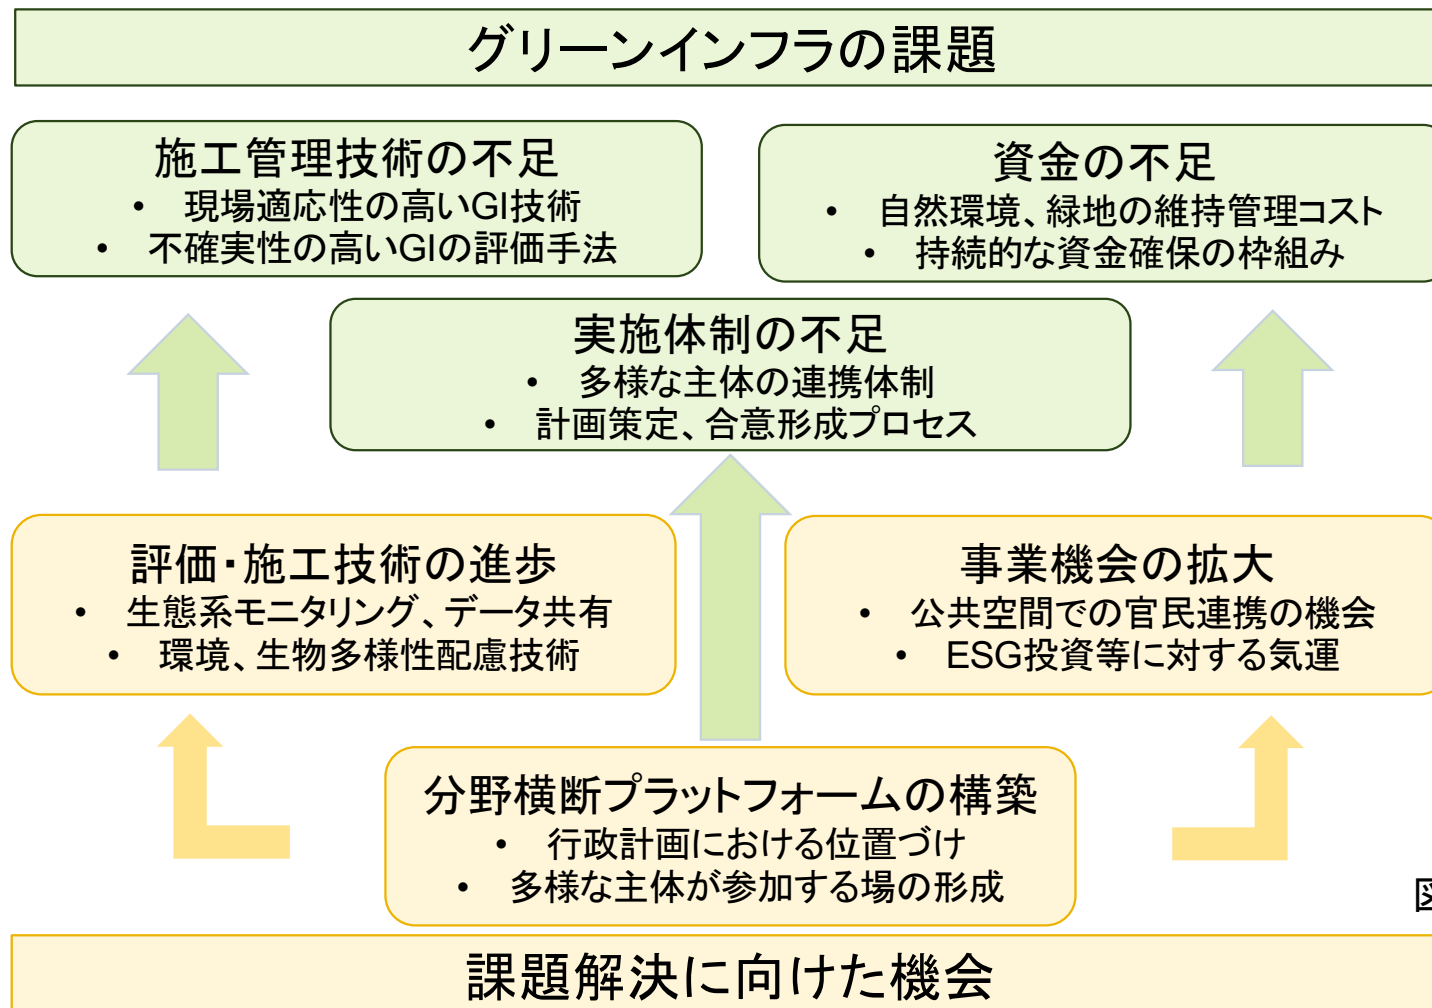 グリーンインフラの課題
施工管理技術の不足
• 現場適応性の高いGI技術
• 不確実性の高いGIの評価手法
資金の不足
• 自然環境、緑地の維持管理コスト
• 持続的な資金確保の枠組み
実施体制の不足
• 多様な主体の連携体制
• 計画策定、合意形成プロセス
評価・施工技術の進歩
• 生態系モニタリング、データ共有
• 環境、生物多様性配慮技術
事業機会の拡大
• 公共空間での官民連携の機会
• ESG投資等に対する気運
分野横断プラットフォームの構築
• 行政計画における位置づけ
• 多様な主体が参加する場の形成
課題解決に向けた機会